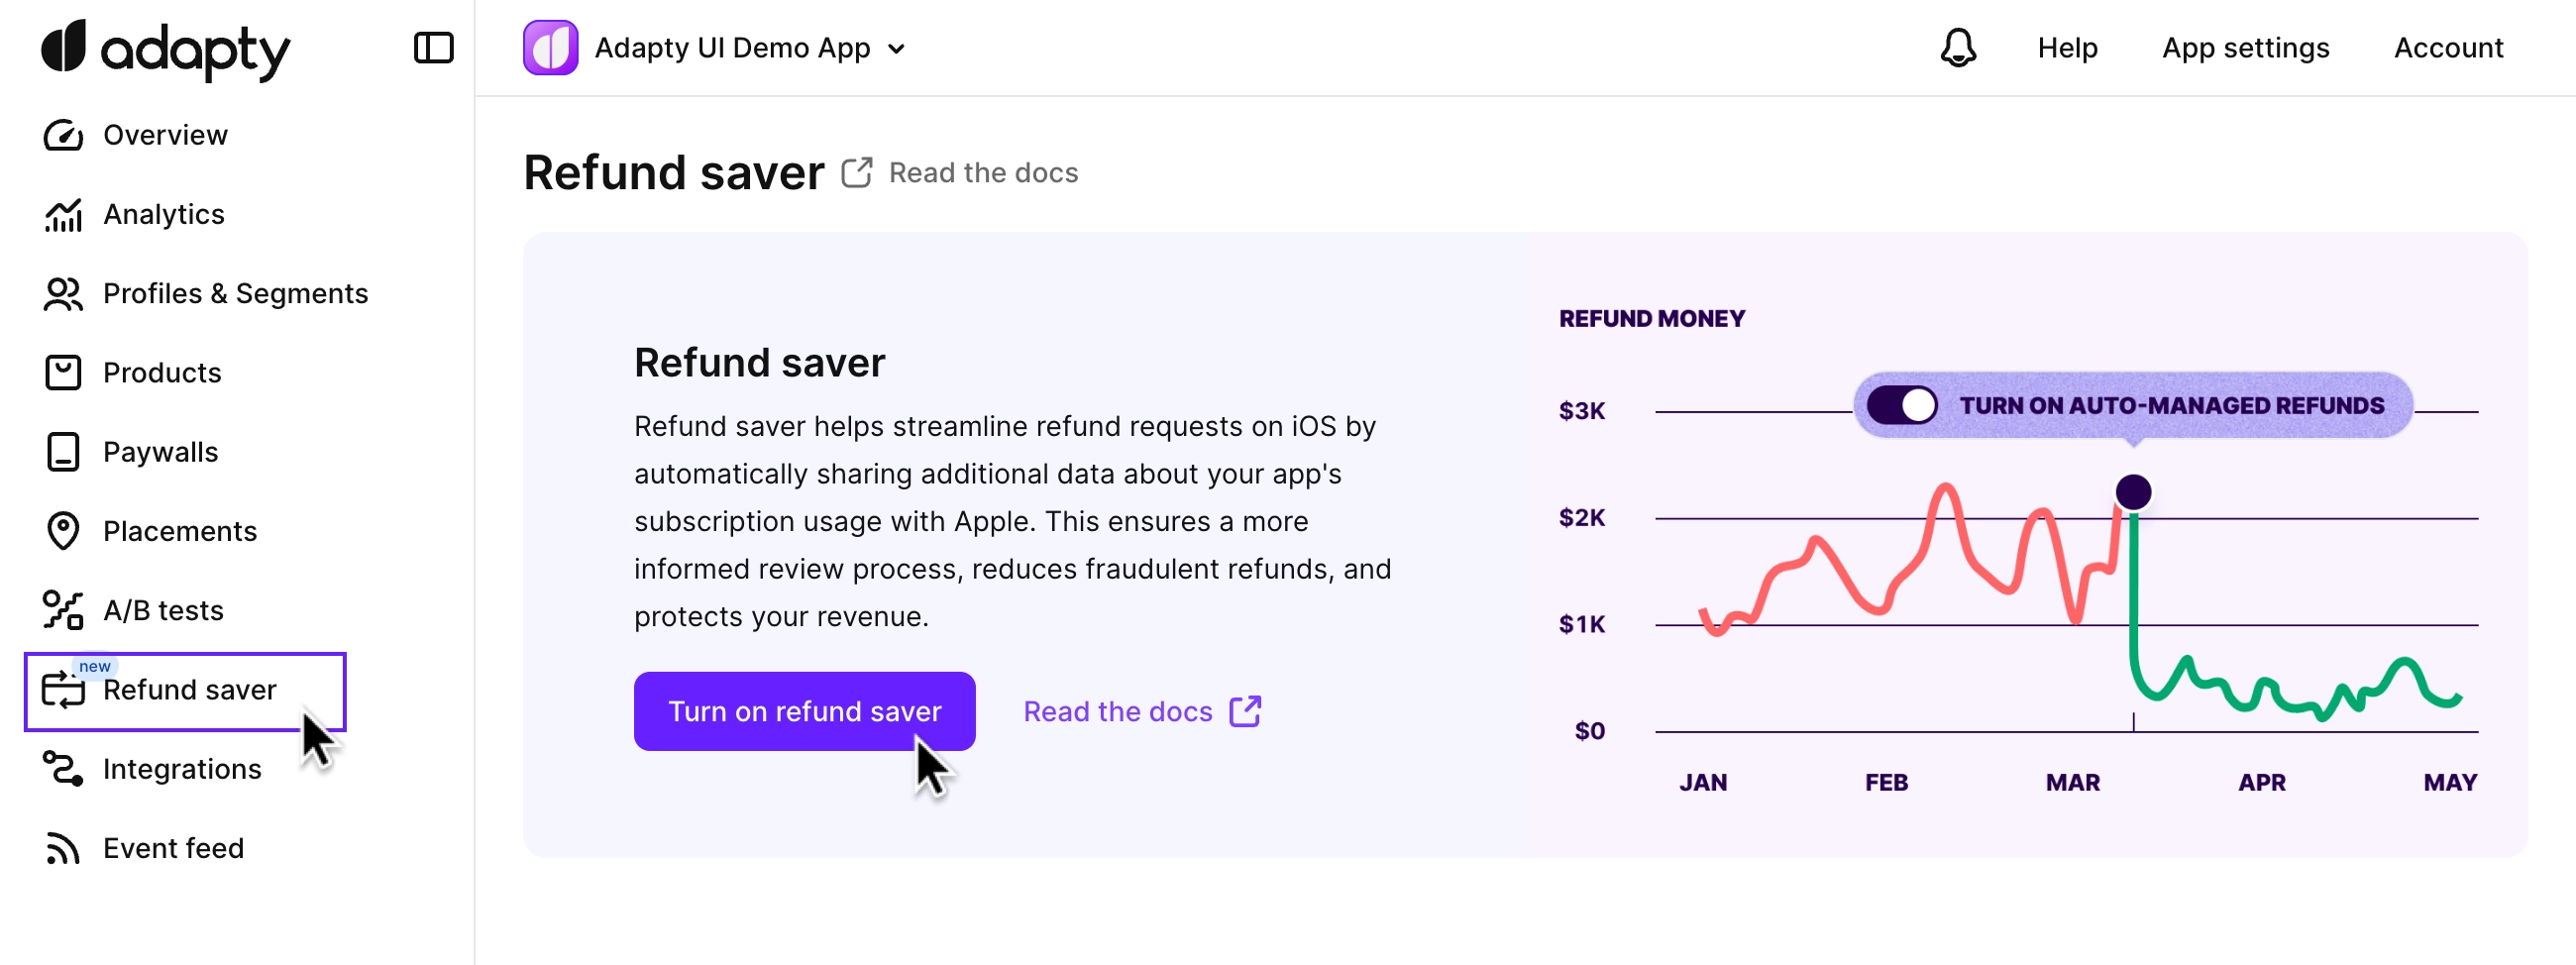 adapty
Adapty UI Demo App
Help
App settings
Account
Overview
Analytics
Profiles & Segments
Products
Paywalls
Placements
A/B tests
new
Refund saver
Integrations
Event feed
Refund saver
Read the docs
Refund saver
Refund saver helps streamline refund requests on iOS by
automatically sharing additional data about your app's
subscription usage with Apple. This ensures a more
informed review process, reduces fraudulent refunds, and
protects your revenue.
Turn on refund saver
Read the docs
REFUND MONEY
TURN ON AUTO-MANAGED REFUNDS
$3K
$2K
$1K
$0
JAN
FEB
MAR
APR
MAY